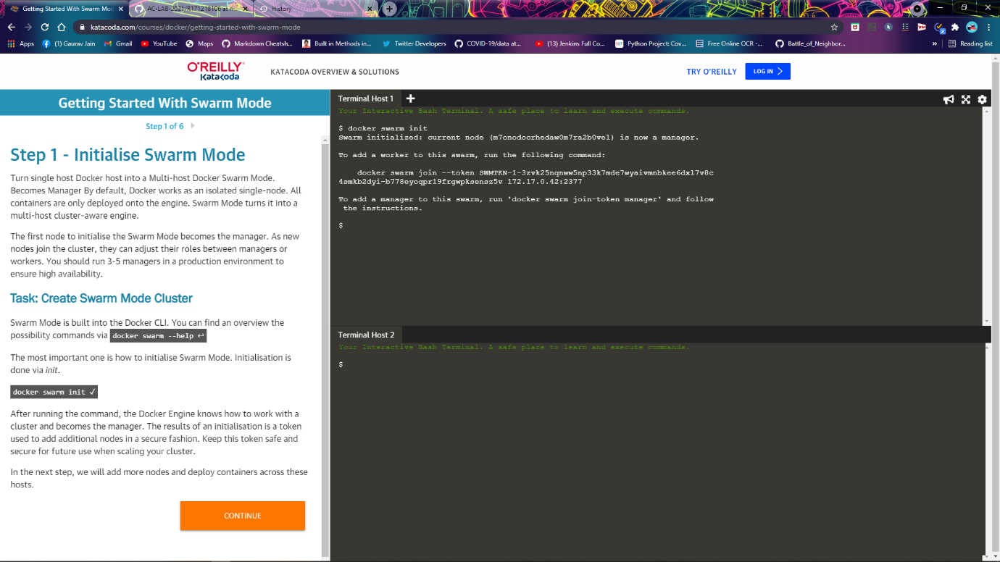 Getting Started With Swarm Mod
AC-LAB-2021/R171218106 at
History
katacoda.com/courses/docker/getting-started-with-swarm-mode
Apps
(1) Gaurav Jain
Gmail
YouTube
Maps
Markdown Cheatsh...
Built in Methods in...
Twitter Developers
COVID-19/data at...
(13) Jenkins Full Co...
Python Project: Cov...
Free Online OCR -...
Battle_of_Neighbor...
»
Reading list
O'REILLY
Katacoda
KATACODA OVERVIEW & SOLUTIONS
TRY O'REILLY
LOG IN
Getting Started With Swarm Mode
Step 1 of 6
Step 1 - Initialise Swarm Mode
Turn single host Docker host into a Multi-host Docker Swarm Mode.
Becomes Manager By default, Docker works as an isolated single-node. All
containers are only deployed onto the engine. Swarm Mode turns it into a
multi-host cluster-aware engine.
The first node to initialise the Swarm Mode becomes the manager. As new
nodes join the cluster, they can adjust their roles between managers or
workers. You should run 3-5 managers in a production environment to
ensure high availability.
Task: Create Swarm Mode Cluster
Swarm Mode is built into the Docker CLI. You can find an overview the
possibility commands via docker swarm --help ↩
The most important one is how to initialise Swarm Mode. Initialisation is
done via init.
docker swarm init ✓
After running the command, the Docker Engine knows how to work with a
cluster and becomes the manager. The results of an initialisation is a token
used to add additional nodes in a secure fashion. Keep this token safe and
secure for future use when scaling your cluster.
In the next step, we will add more nodes and deploy containers across these
hosts.
CONTINUE
Terminal Host 1
Your Interactive Bash Terminal. A safe place to learn and execute commands.
$ docker swarm init
Swarm initialized: current node (m7onodocrhedaw0m7ra2b0vel) is now a manager.
To add a worker to this swarm, run the following command:
docker swarm join --token SWMTKN-1-3zvk25nqnww5np33k7mde7wyaivmnbkee6dxl7v8c
4smkb2dyi-b778eyoqpr19frgwpksensz5v 172.17.0.42:2377
To add a manager to this swarm, run 'docker swarm join-token manager' and follow
the instructions.
$
Terminal Host 2
Your Interactive Bash Terminal. A safe place to learn and execute commands.
$